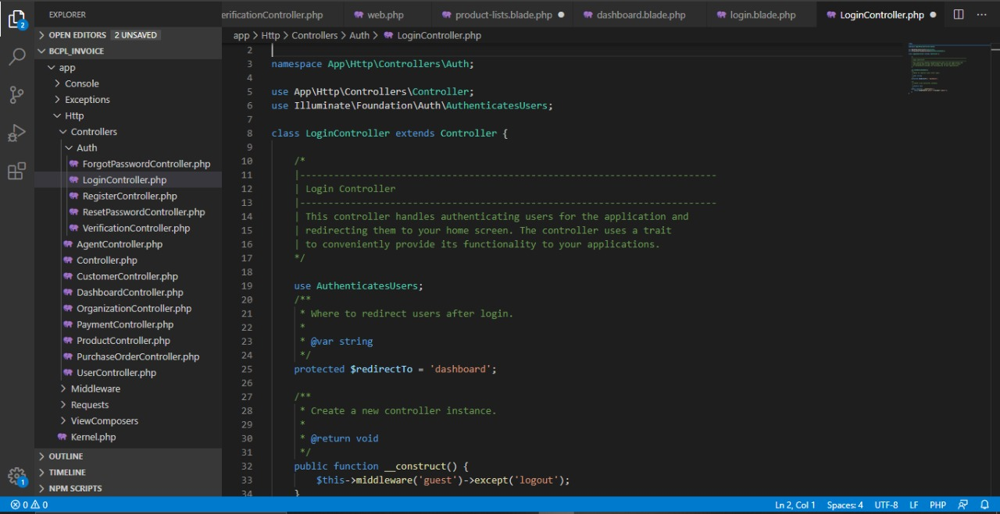 EXPLORER
OPEN EDITORS 2 UNSAVED
BCPL_INVOICE
app
Console
Exceptions
Http
Controllers
Auth
ForgotPasswordController.php
LoginController.php
RegisterController.php
ResetPasswordController.php
VerificationController.php
AgentController.php
Controller.php
CustomerController.php
DashboardController.php
OrganizationController.php
PaymentController.php
ProductController.php
PurchaseOrderController.php
UserController.php
Middleware
Requests
ViewComposers
Kernel.php
OUTLINE
TIMELINE
NPM SCRIPTS
2
1
erificationController.php web.php product-lists.blade.php dashboard.blade.php login.blade.php LoginController.php
app > Http > Controllers > Auth > LoginController.php
2
3 namespace App\Http\Controllers\Auth;
4
5 use App\Http\Controllers\Controller;
6 use Illuminate\Foundation\Auth\AuthenticatesUsers;
7
8 class LoginController extends Controller {
9
10 /*
11 |--------------------------------------------------------------------------
12 | Login Controller
13 |--------------------------------------------------------------------------
14 | This controller handles authenticating users for the application and
15 | redirecting them to your home screen. The controller uses a trait
16 | to conveniently provide its functionality to your applications.
17 */
18
19 use AuthenticatesUsers;
20 /**
21 * Where to redirect users after login.
22 *
23 * @var string
24 */
25 protected $redirectTo = 'dashboard';
26
27 /**
28 * Create a new controller instance.
29 *
30 * @return void
31 */
32 public function __construct() {
33 $this->middleware('guest')->except('logout');
34 }
0 0
Ln 2, Col 1 Spaces: 4 UTF-8 LF PHP